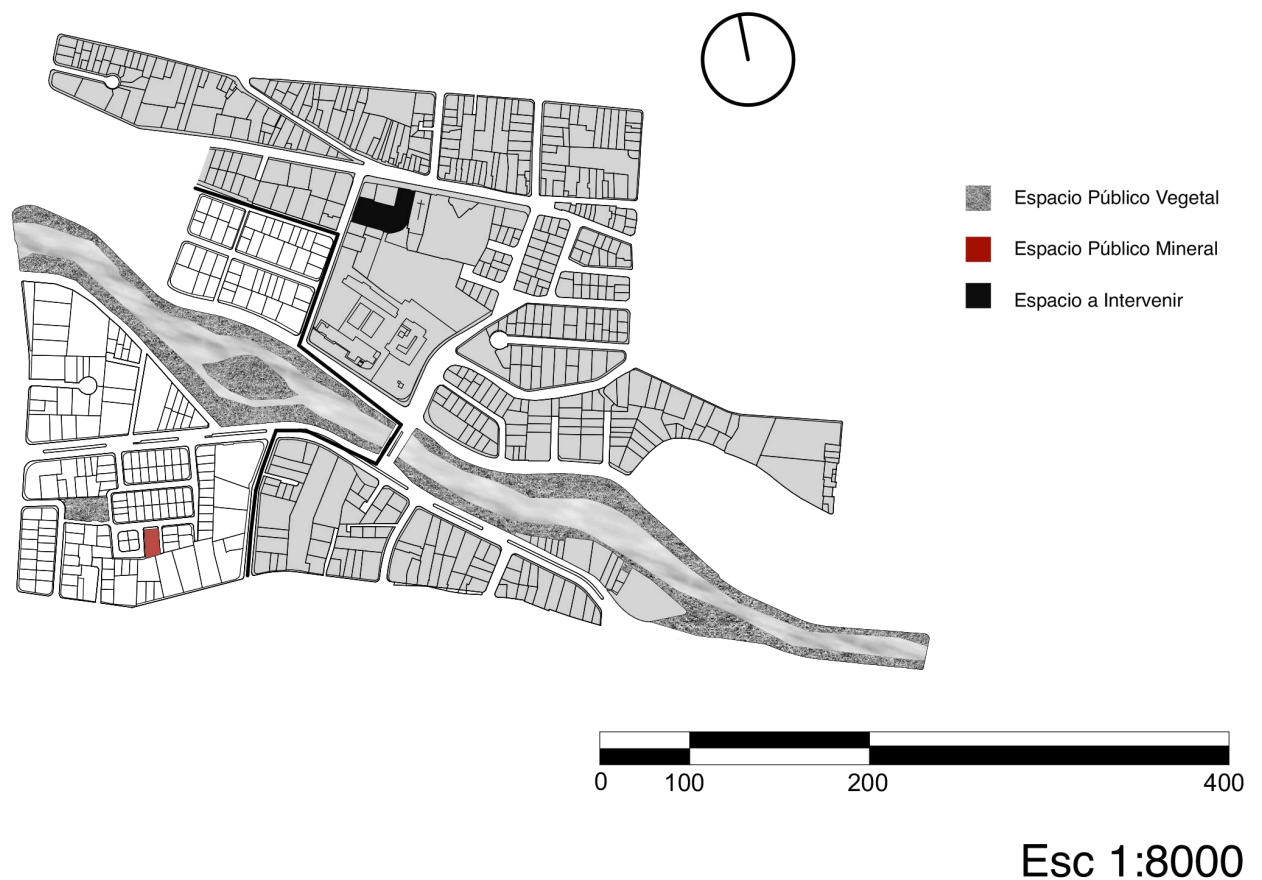 Espacio Público Vegetal
Espacio Público Mineral
Espacio a Intervenir
0 100 200 400
Esc 1:8000